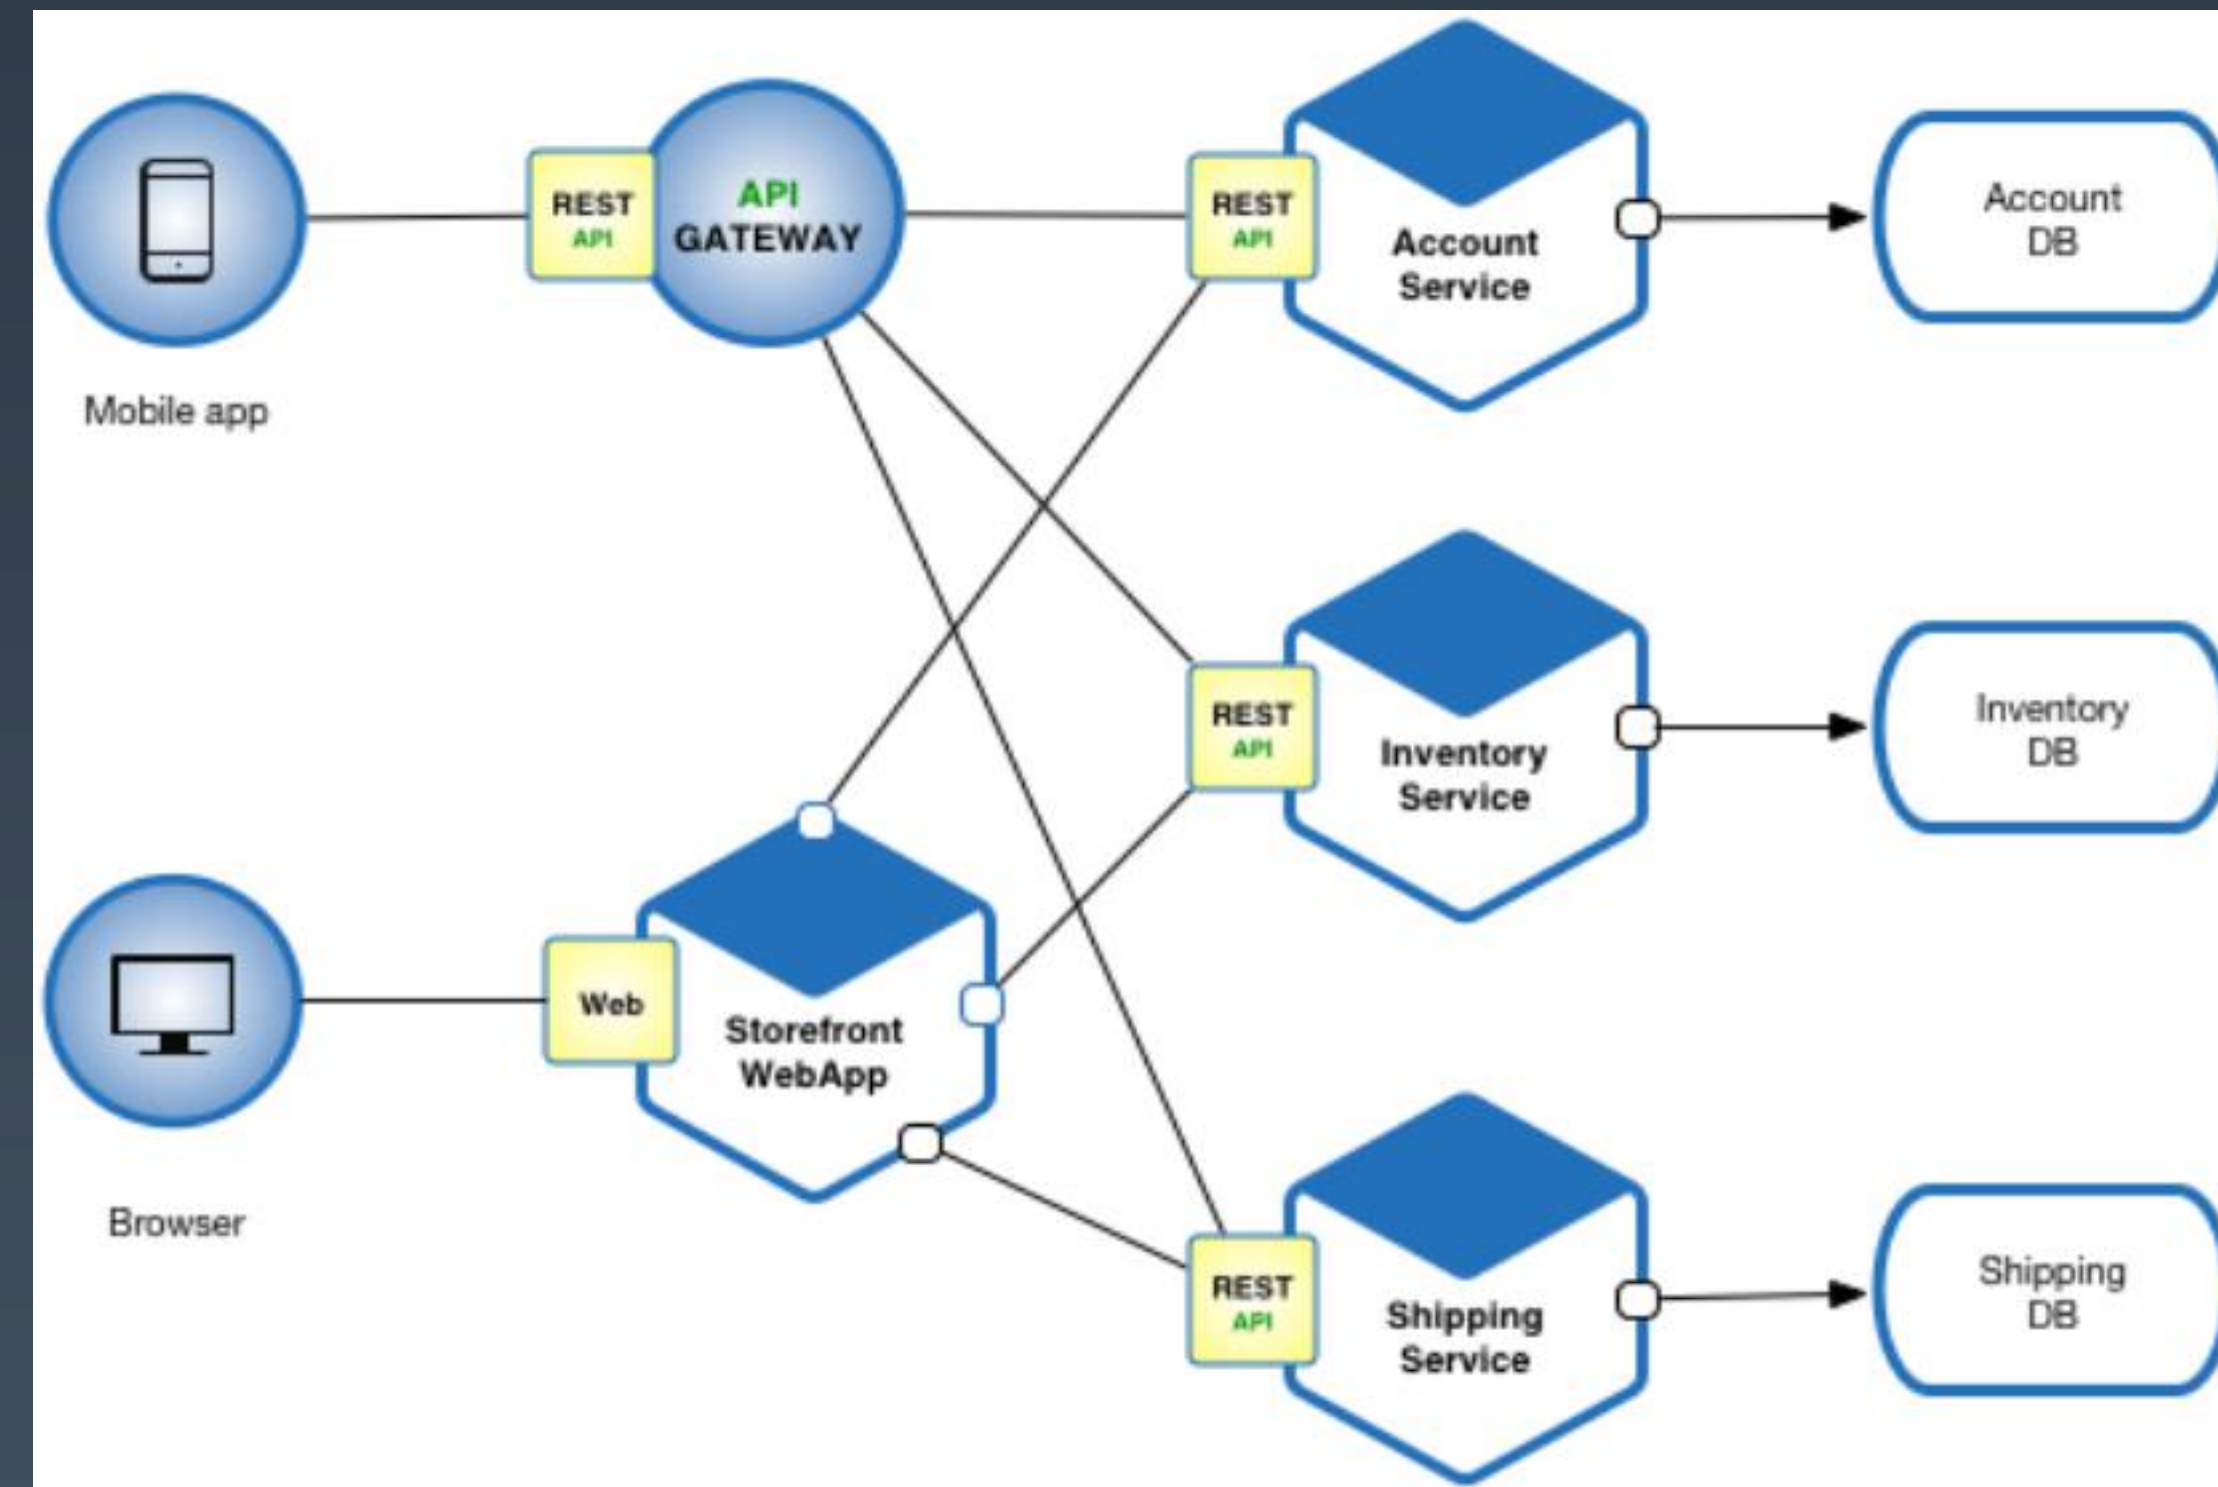 REST
API
API
GATEWAY
REST
API
Account
Service
Account
DB
Mobile app
REST
API
Inventory
Service
Inventory
DB
Web
Storefront
WebApp
Browser
REST
API
Shipping
Service
Shipping
DB